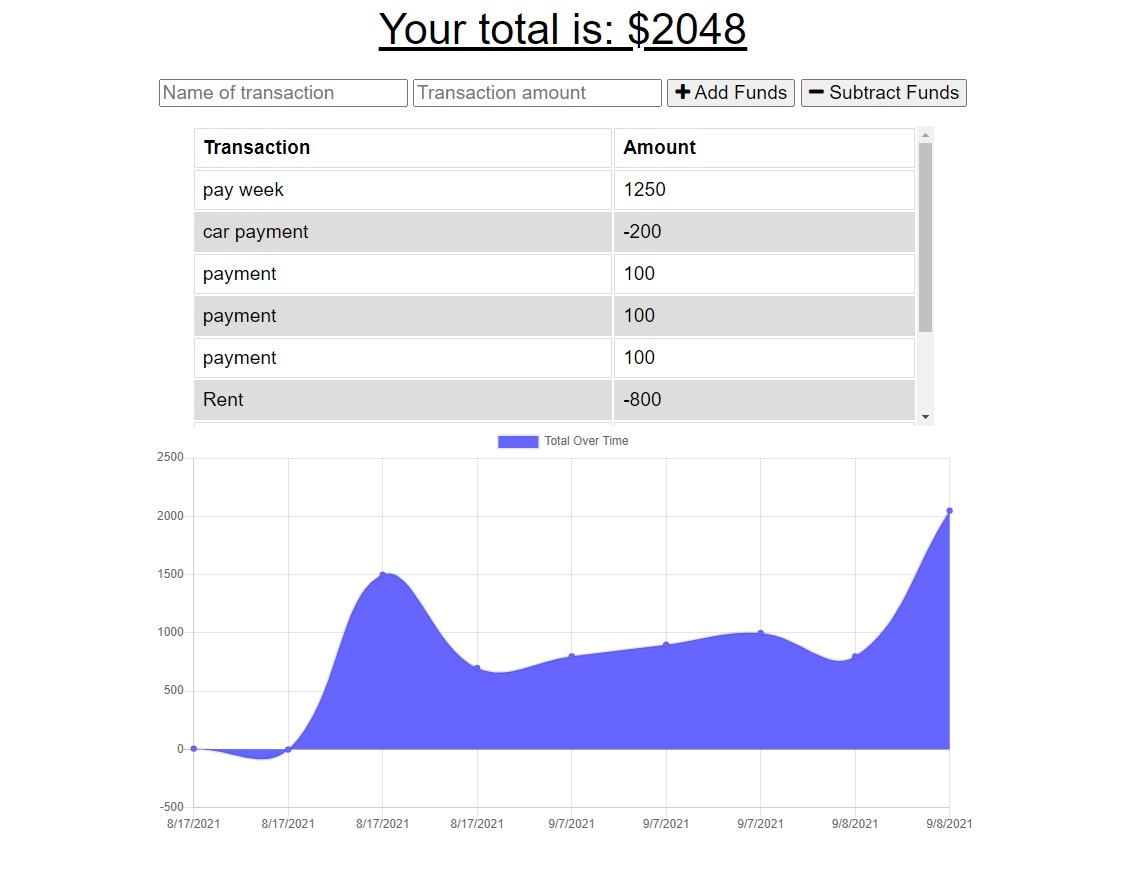 Your total is: $2048
Name of transaction Transaction amount Add Funds Subtract Funds
Transaction Amount
pay week 1250
car payment -200
payment 100
payment 100
payment 100
Rent -800
Total Over Time
2500
2000
1500
1000
500
0
-500
8/17/2021 8/17/2021 8/17/2021 8/17/2021 9/7/2021 9/7/2021 9/7/2021 9/8/2021 9/8/2021